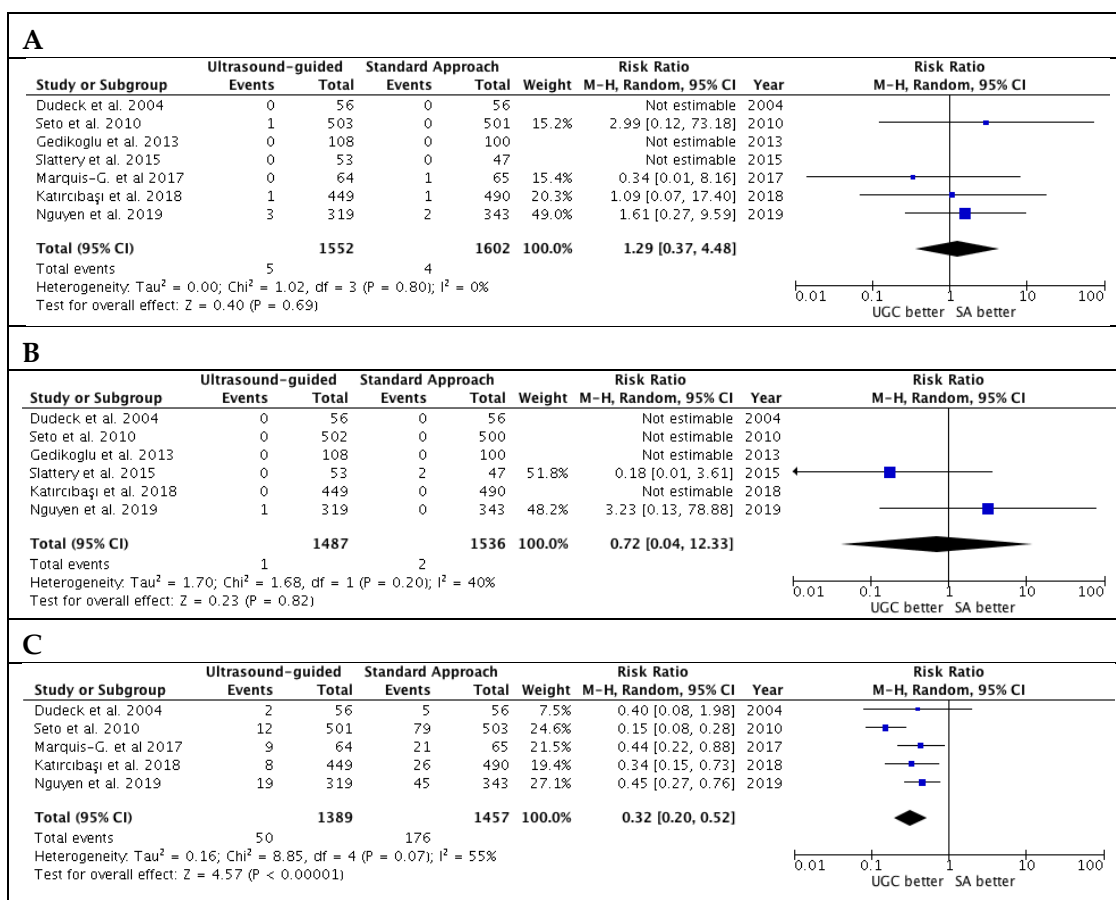 A
Ultrasound-guided Standard Approach Risk Ratio Risk Ratio
Study or Subgroup Events Total Events Total Weight M-H, Random, 95% CI Year M-H, Random, 95% CI
Dudeck et al. 2004 0 56 0 56 Not estimable 2004
Seto et al. 2010 1 503 0 501 15.2% 2.99 [0.12, 73.18] 2010
Gedikoglu et al. 2013 0 108 0 100 Not estimable 2013
Slattery et al. 2015 0 53 0 47 Not estimable 2015
Marquis-G. et al 2017 0 64 1 65 15.4% 0.34 [0.01, 8.16] 2017
Katırcıbaşı et al. 2018 1 449 1 490 20.3% 1.09 [0.07, 17.40] 2018
Nguyen et al. 2019 3 319 2 343 49.0% 1.61 [0.27, 9.59] 2019
Total (95% CI) 1552 1602 100.0% 1.29 [0.37, 4.48]
Total events 5 4
Heterogeneity: Tau² = 0.00; Chi² = 1.02, df = 3 (P = 0.80); I² = 0%
Test for overall effect: Z = 0.40 (P = 0.69)
0.01 0.1 1 10 100
UGC better SA better
B
Ultrasound-guided Standard Approach Risk Ratio Risk Ratio
Study or Subgroup Events Total Events Total Weight M-H, Random, 95% CI Year M-H, Random, 95% CI
Dudeck et al. 2004 0 56 0 56 Not estimable 2004
Seto et al. 2010 0 502 0 500 Not estimable 2010
Gedikoglu et al. 2013 0 108 0 100 Not estimable 2013
Slattery et al. 2015 0 53 2 47 51.8% 0.18 [0.01, 3.61] 2015
Katırcıbaşı et al. 2018 0 449 0 490 Not estimable 2018
Nguyen et al. 2019 1 319 0 343 48.2% 3.23 [0.13, 78.88] 2019
Total (95% CI) 1487 1536 100.0% 0.72 [0.04, 12.33]
Total events 1 2
Heterogeneity: Tau² = 1.70; Chi² = 1.68, df = 1 (P = 0.20); I² = 40%
Test for overall effect: Z = 0.23 (P = 0.82)
0.01 0.1 1 10 100
UGC better SA better
C
Ultrasound-guided Standard Approach Risk Ratio Risk Ratio
Study or Subgroup Events Total Events Total Weight M-H, Random, 95% CI Year M-H, Random, 95% CI
Dudeck et al. 2004 2 56 5 56 7.5% 0.40 [0.08, 1.98] 2004
Seto et al. 2010 12 501 79 503 24.6% 0.15 [0.08, 0.28] 2010
Marquis-G. et al 2017 9 64 21 65 21.5% 0.44 [0.22, 0.88] 2017
Katırcıbaşı et al. 2018 8 449 26 490 19.4% 0.34 [0.15, 0.73] 2018
Nguyen et al. 2019 19 319 45 343 27.1% 0.45 [0.27, 0.76] 2019
Total (95% CI) 1389 1457 100.0% 0.32 [0.20, 0.52]
Total events 50 176
Heterogeneity: Tau² = 0.16; Chi² = 8.85, df = 4 (P = 0.07); I² = 55%
Test for overall effect: Z = 4.57 (P < 0.00001)
0.01 0.1 1 10 100
UGC better SA better